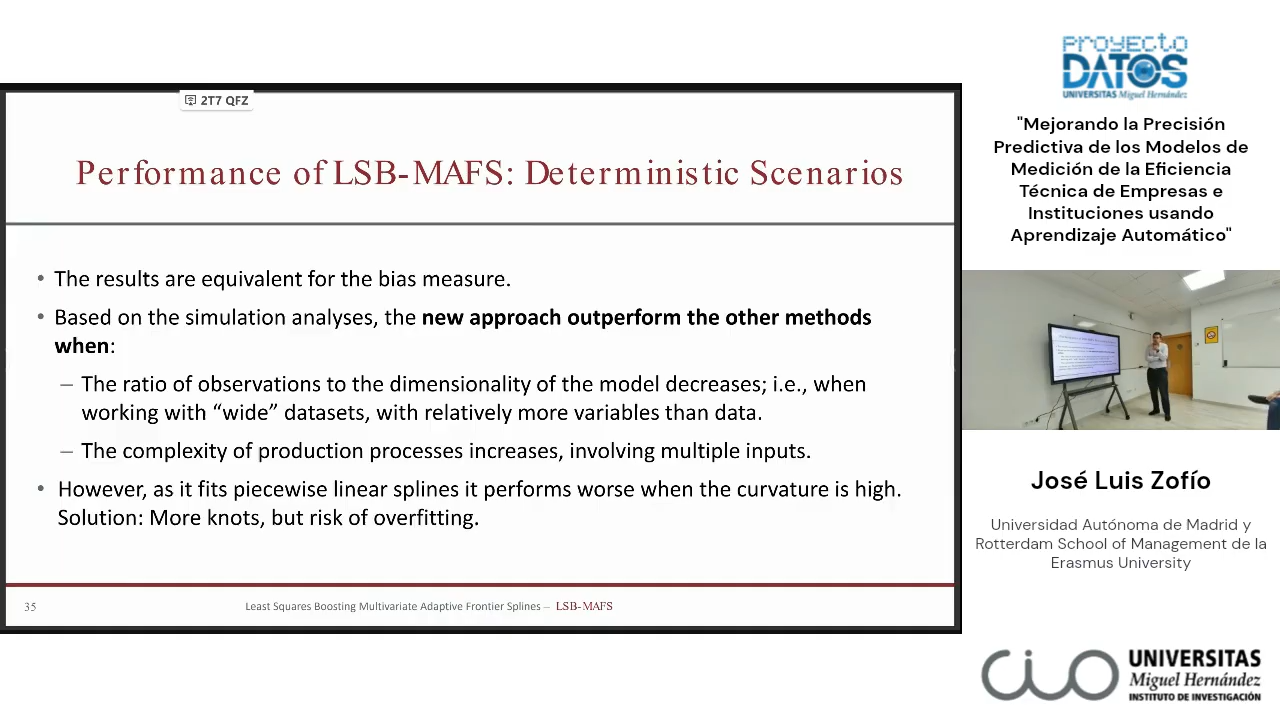 2T7 QFZ
Performance of LSB-MAFS: Deterministic Scenarios
• The results are equivalent for the bias measure.
• Based on the simulation analyses, the new approach outperform the other methods
when:
– The ratio of observations to the dimensionality of the model decreases; i.e., when
working with “wide” datasets, with relatively more variables than data.
– The complexity of production processes increases, involving multiple inputs.
• However, as it fits piecewise linear splines it performs worse when the curvature is high.
Solution: More knots, but risk of overfitting.
35
Least Squares Boosting Multivariate Adaptive Frontier Splines – LSB-MAFS
PROYECTO
DATOS
UNIVERSITAS Miguel Hernández
"Mejorando la Precisión
Predictiva de los Modelos de
Medición de la Eficiencia
Técnica de Empresas e
Instituciones usando
Aprendizaje Automático"
José Luis Zofío
Universidad Autónoma de Madrid y
Rotterdam School of Management de la
Erasmus University
CIO
UNIVERSITAS
Miguel Hernández
INSTITUTO DE INVESTIGACIÓN